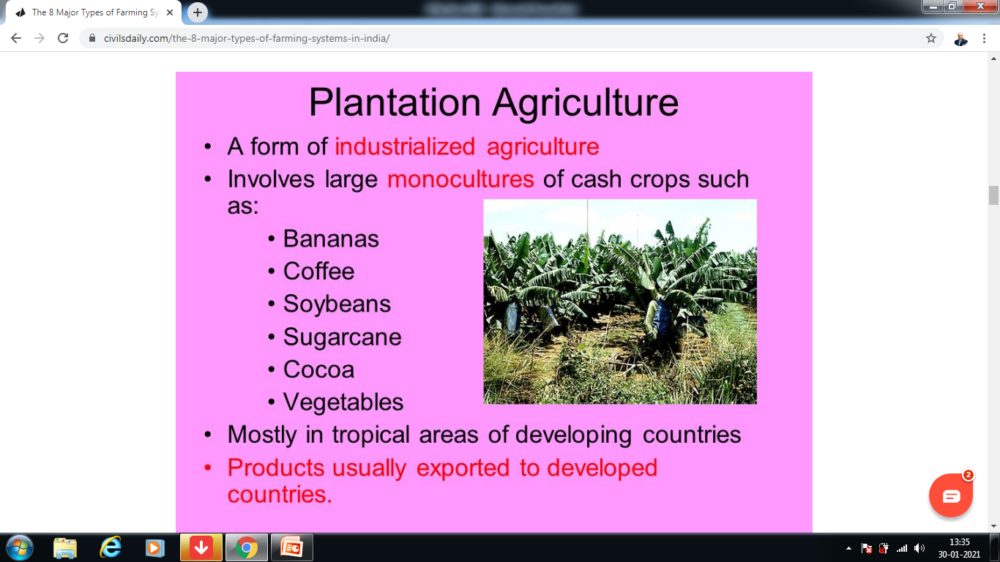 The 8 Major Types of Farming Sy
civilsdaily.com/the-8-major-types-of-farming-systems-in-india/
Plantation Agriculture
• A form of industrialized agriculture
• Involves large monocultures of cash crops such
as:
• Bananas
• Coffee
• Soybeans
• Sugarcane
• Cocoa
• Vegetables
• Mostly in tropical areas of developing countries
• Products usually exported to developed
countries.
2
13:35
30-01-2021